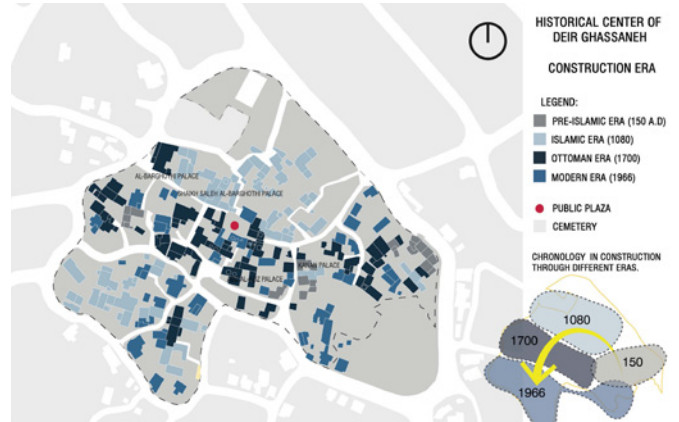 HISTORICAL CENTER OF
DEIR GHASSANEH
CONSTRUCTION ERA
LEGEND:
PRE-ISLAMIC ERA (150 A.D)
ISLAMIC ERA (1080)
OTTOMAN ERA (1700)
MODERN ERA (1966)
PUBLIC PLAZA
CEMETERY
CHRONOLOGY IN CONSTRUCTION
THROUGH DIFFERENT ERAS.
1080
1700
150
1966
AL-BARGHOTHI PALACE
SHAIKH SALEH AL-BARGHOTHI PALACE
PALACE
PALACE